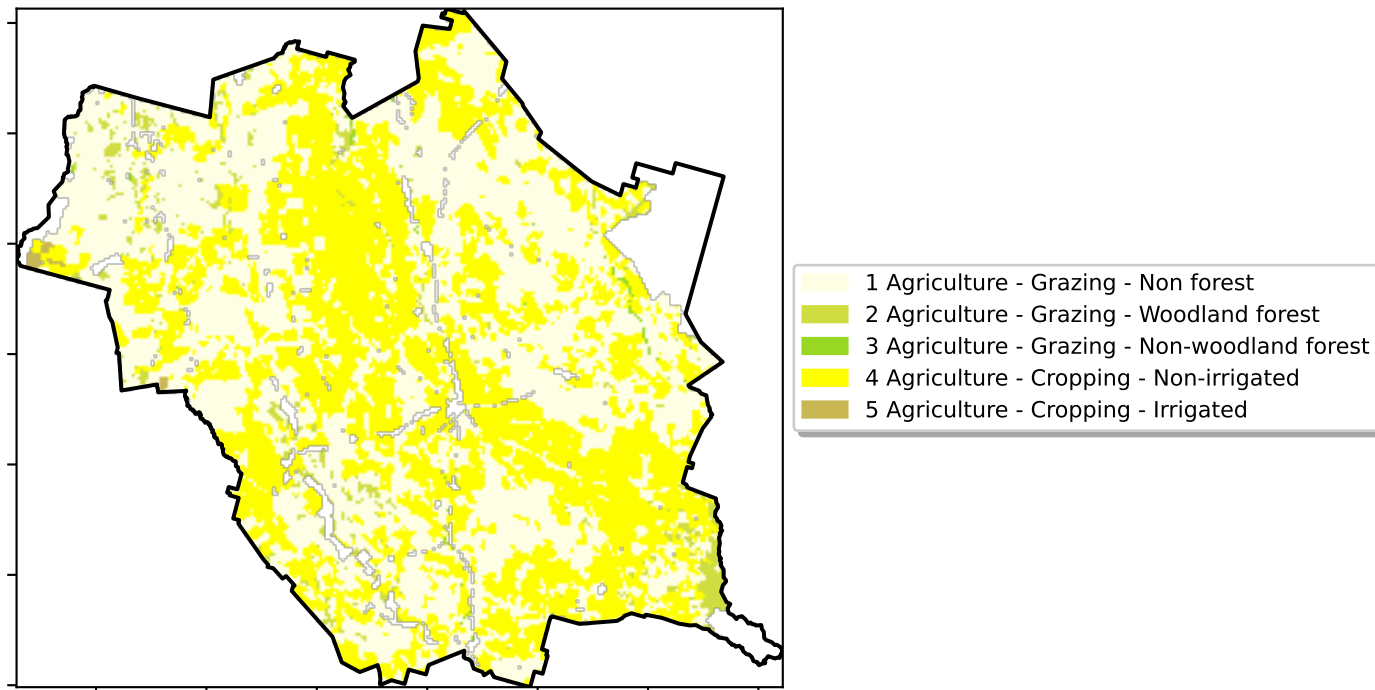 1 Agriculture - Grazing - Non forest
2 Agriculture - Grazing - Woodland forest
3 Agriculture - Grazing - Non-woodland forest
4 Agriculture - Cropping - Non-irrigated
5 Agriculture - Cropping - Irrigated